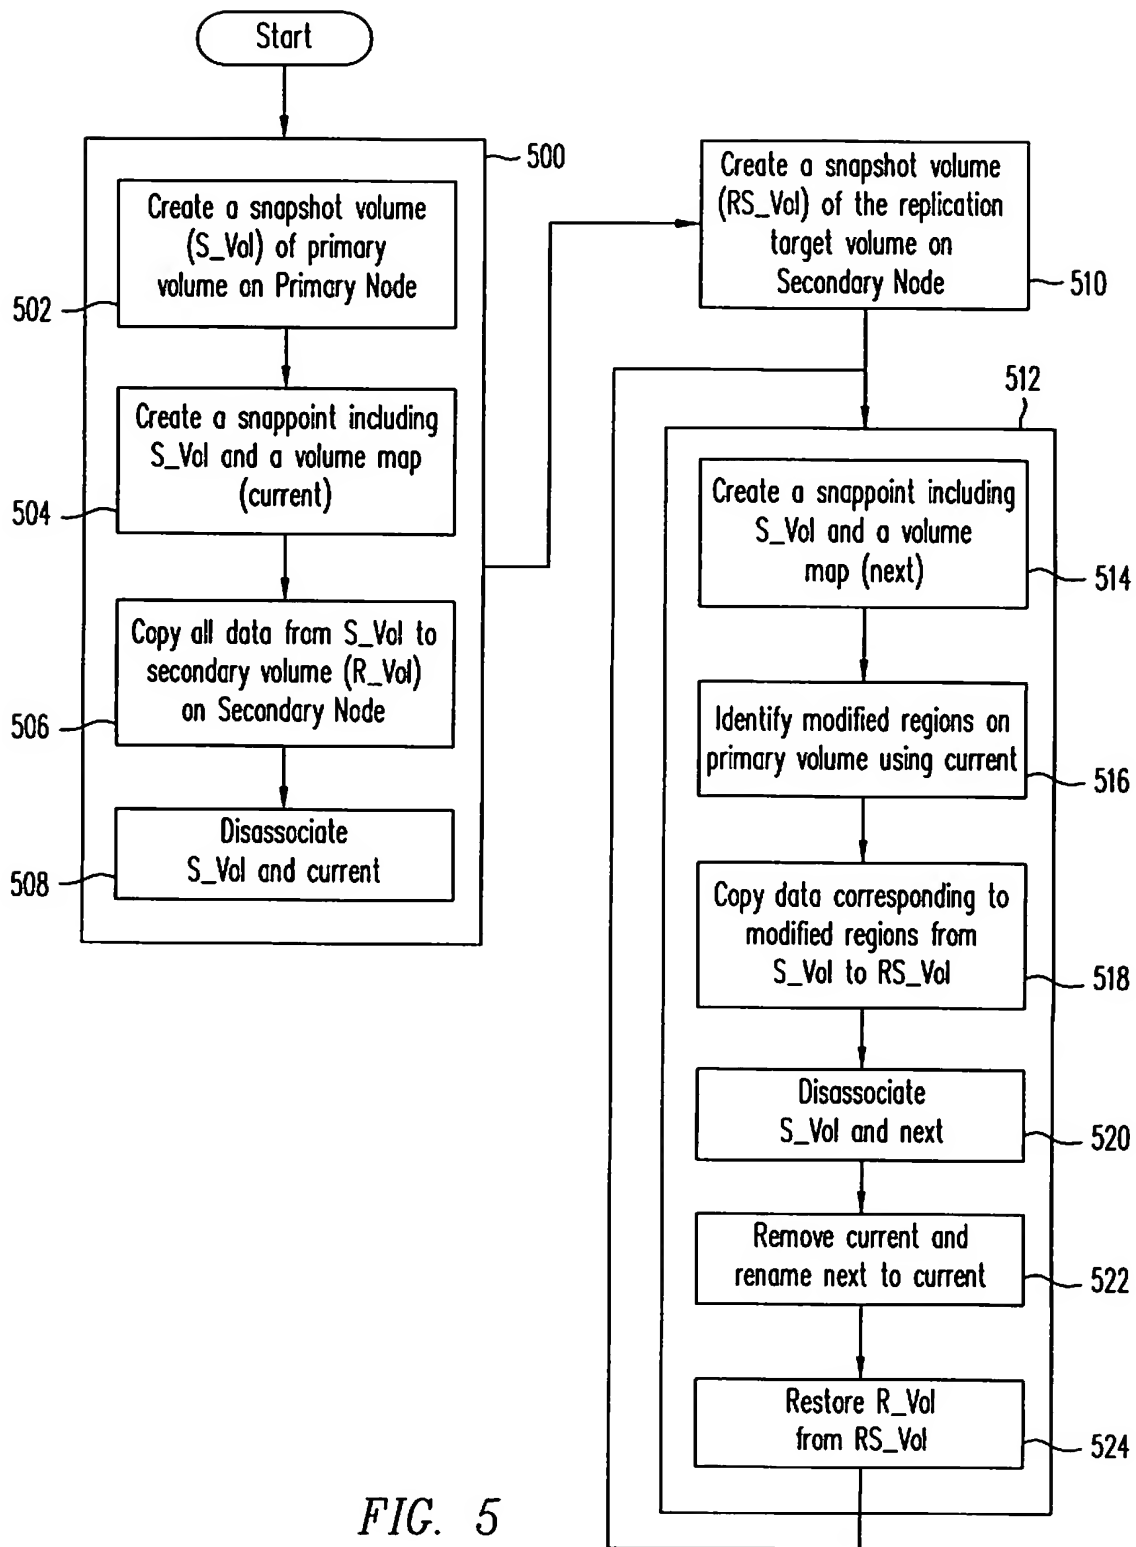 Start
500
Create a snapshot volume
(S_Vol) of primary
volume on Primary Node
502
Create a snappoint including
S_Vol and a volume map
(current)
504
Copy all data from S_Vol to
secondary volume (R_Vol)
on Secondary Node
506
Disassociate
S_Vol and current
508
Create a snapshot volume
(RS_Vol) of the replication
target volume on
Secondary Node
510
512
Create a snappoint including
S_Vol and a volume
map (next)
514
Identify modified regions on
primary volume using current
516
Copy data corresponding to
modified regions from
S_Vol to RS_Vol
518
Disassociate
S_Vol and next
520
Remove current and
rename next to current
522
Restore R_Vol
from RS_Vol
524
FIG. 5